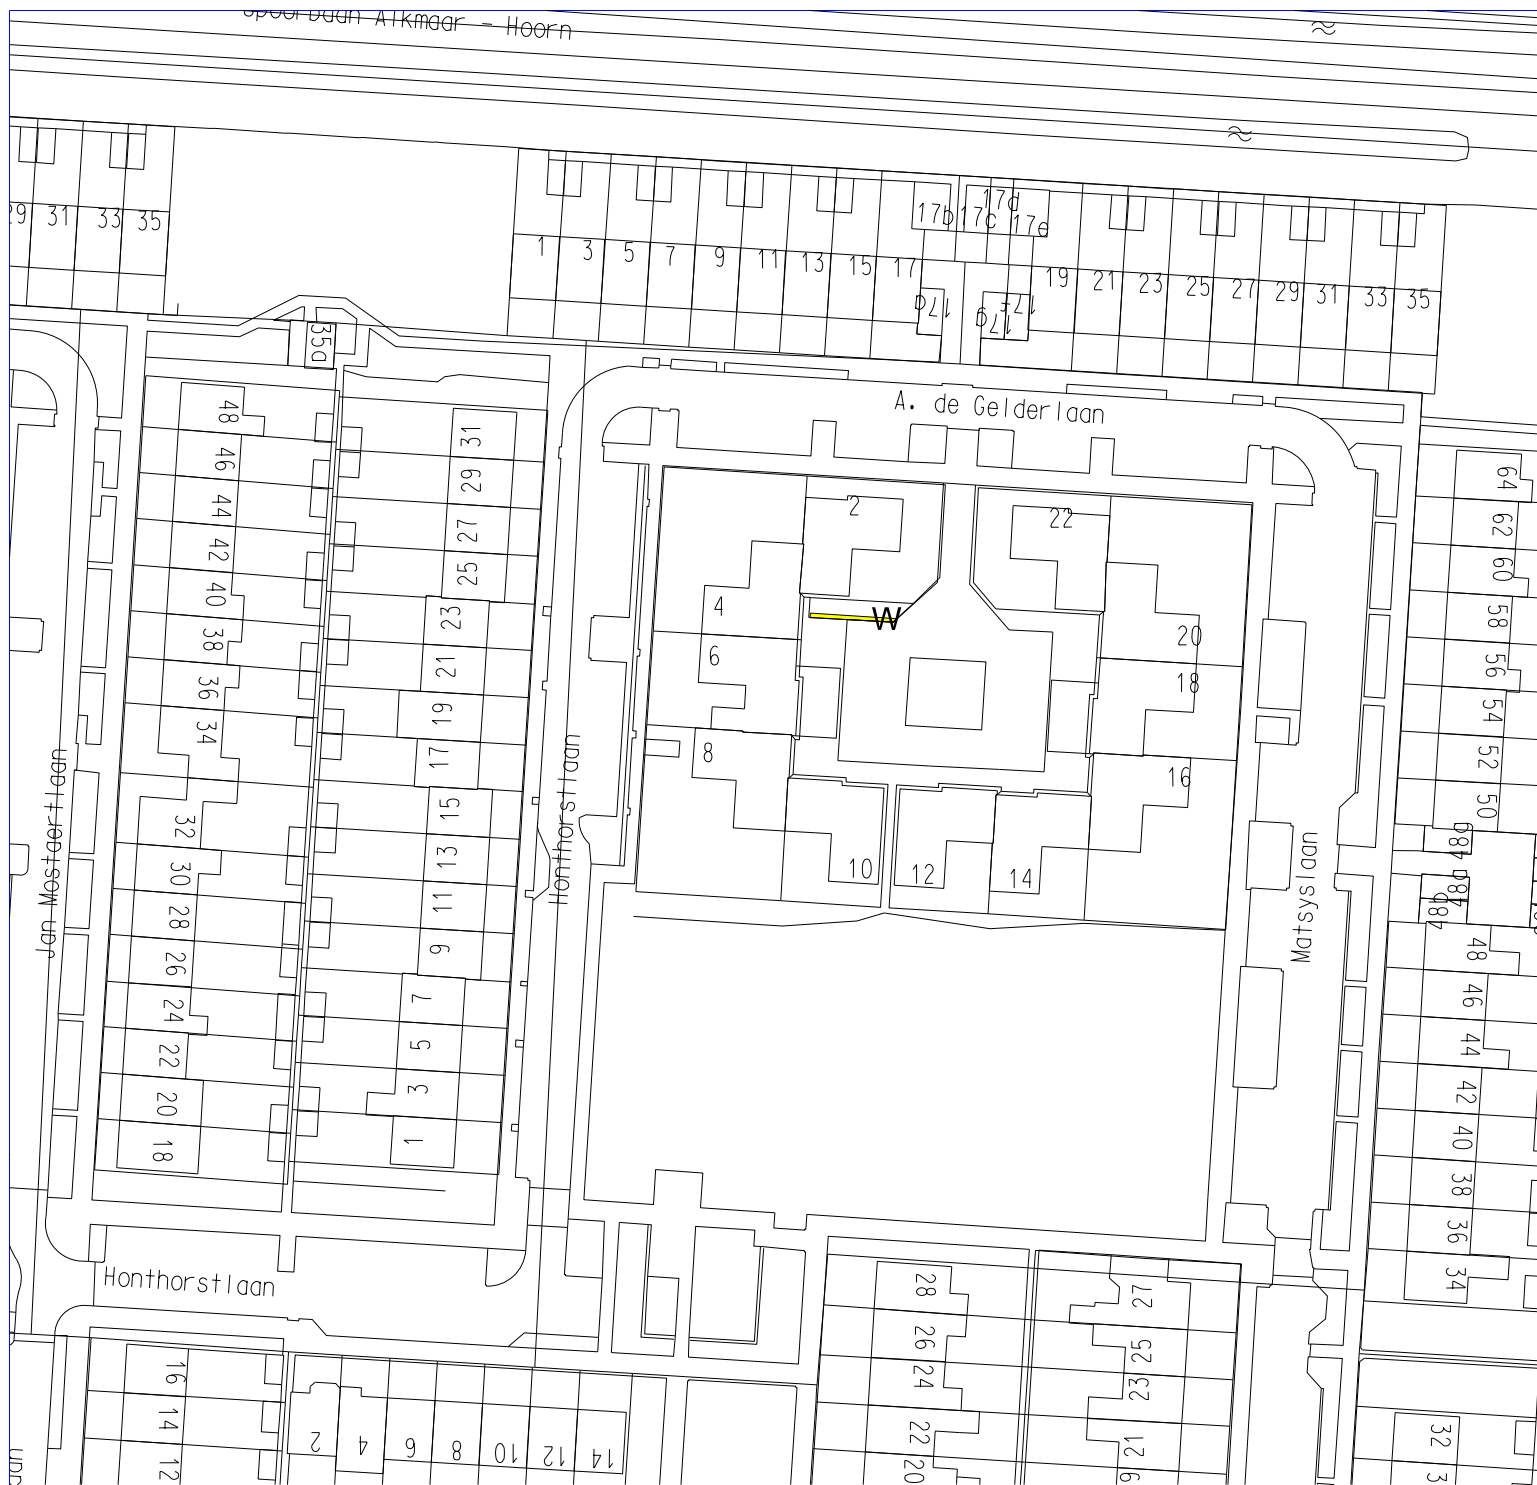 Spoorbaan Alkmaar - Hoorn
29 31 33 35
1 3 5 7 9 11 13 15 17
17b 17c 17d 17e
17a 17g 17f
19 21 23 25 27 29 31 33 35
35a
A. de Gelderlaan
48 46 44 42 40 38 36 34 32 30 28 26 24 22 20 18
31 29 27 25 23 21 19 17 15 13 11 9 7 5 3 1
2
22
4
W
20
6
18
8
16
10 12 14
64 62 60 58 56 54 52 50
48b 48d
48 46 44 42 40 38 36 34
Jan Mostaertlaan
Honthorstlaan
Matsyslaan
Honthorstlaan
28 26 24 22 20
27 25 23 21
16 14 12
2 4 6 8 10 12 14
32